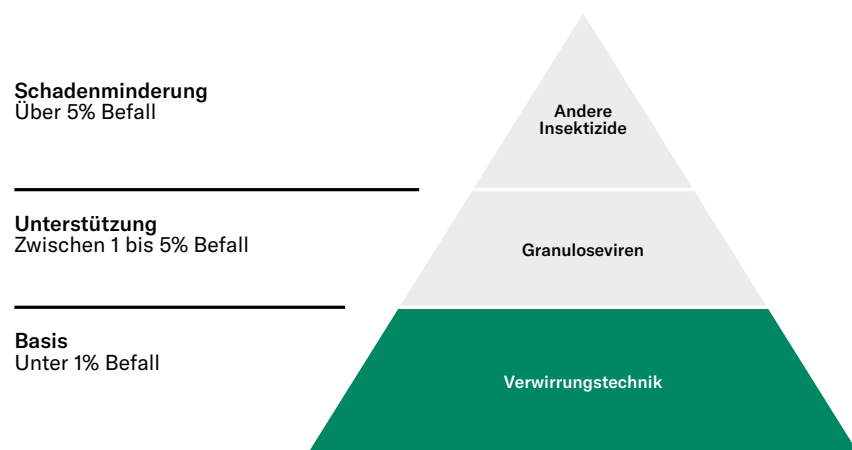 Schadenminderung
Über 5% Befall
Andere
Insektizide
Unterstützung
Zwischen 1 bis 5% Befall
Granuloseviren
Basis
Unter 1% Befall
Verwirrungstechnik